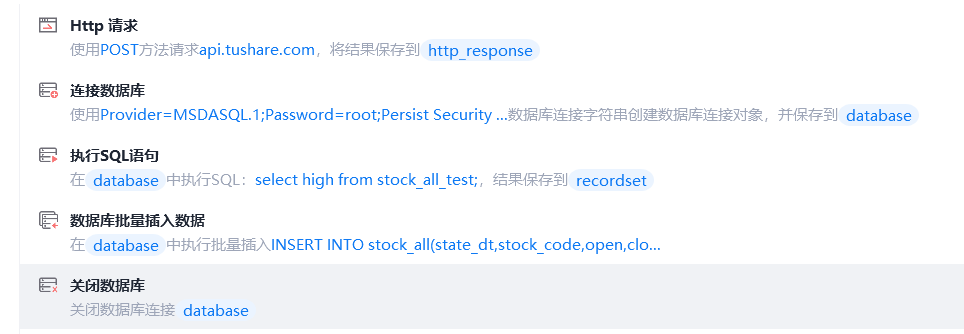 Http 请求
使用POST方法请求api.tushare.com，将结果保存到 http_response
连接数据库
使用Provider=MSDASQL.1;Password=root;Persist Security ...数据库连接字符串创建数据库连接对象，并保存到 database
执行SQL语句
在 database 中执行SQL：select high from stock_all_test;，结果保存到 recordset
数据库批量插入数据
在 database 中执行批量插入INSERT INTO stock_all(state_dt,stock_code,open,clo...
关闭数据库
关闭数据库连接 database